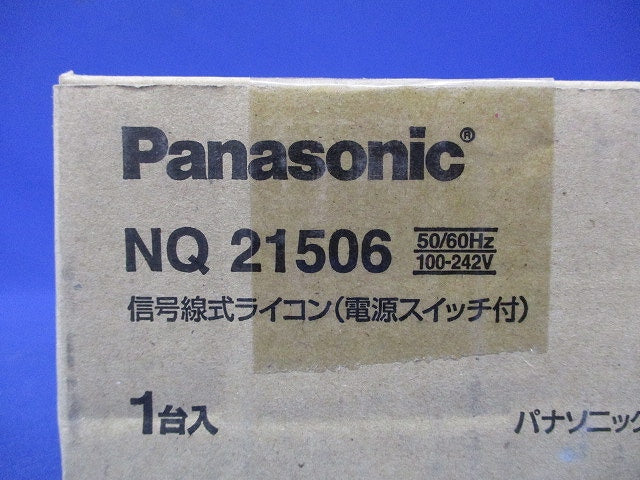 Panasonic®
NQ 21506 50/60Hz 100-242V
信号線式ライコン(電源スイッチ付)
1台入 パナソニック